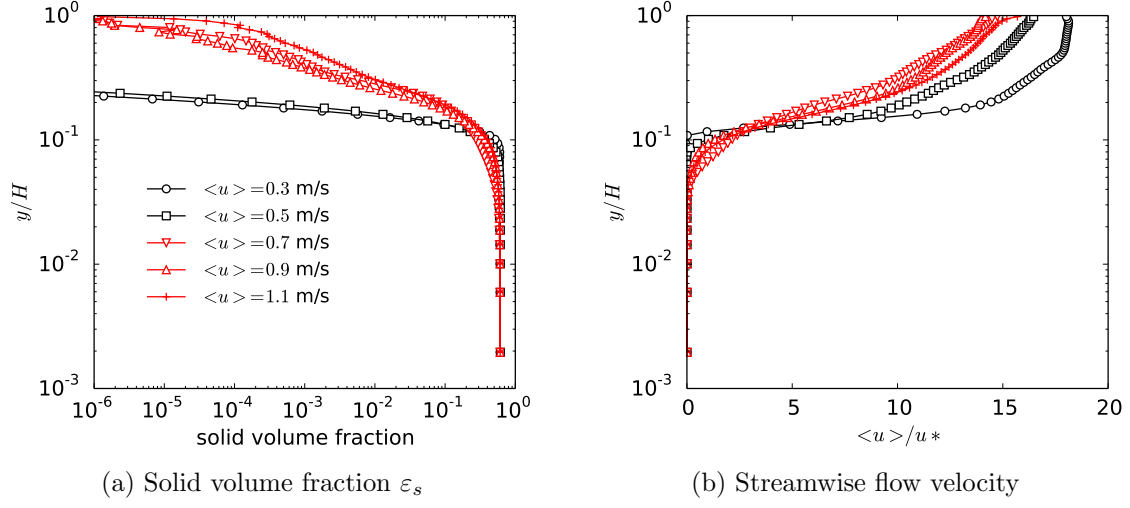 10^0
10^-1
10^-2
10^-3
y/H
<u>=0.3 m/s
<u>=0.5 m/s
<u>=0.7 m/s
<u>=0.9 m/s
<u>=1.1 m/s
10^-6 10^-5 10^-4 10^-3 10^-2 10^-1 10^0
solid volume fraction
(a) Solid volume fraction ε_s
10^0
10^-1
10^-2
10^-3
y/H
0 5 10 15 20
<u>/u*
(b) Streamwise flow velocity